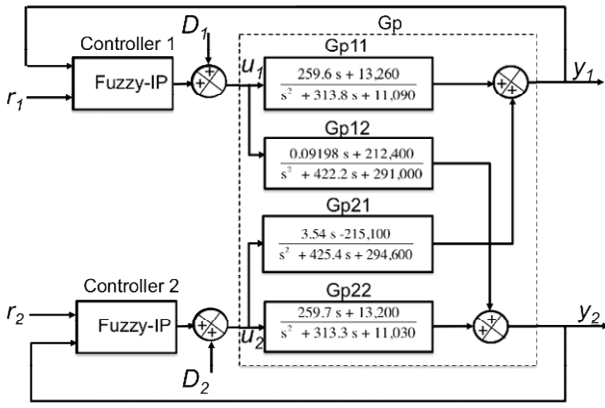 D1
Gp
Controller 1
Gp11
Fuzzy-IP
+
+
u1
259.6 s + 13,260
s² + 313.8 s + 11,090
+
+
y1
r1
Gp12
0.09198 s + 212,400
s² + 422.2 s + 291,000
Gp21
3.54 s -215,100
s² + 425.4 s + 294,600
Controller 2
Gp22
r2
Fuzzy-IP
+
+
u2
259.7 s + 13,200
s² + 313.3 s + 11,030
+
+
y2
D2